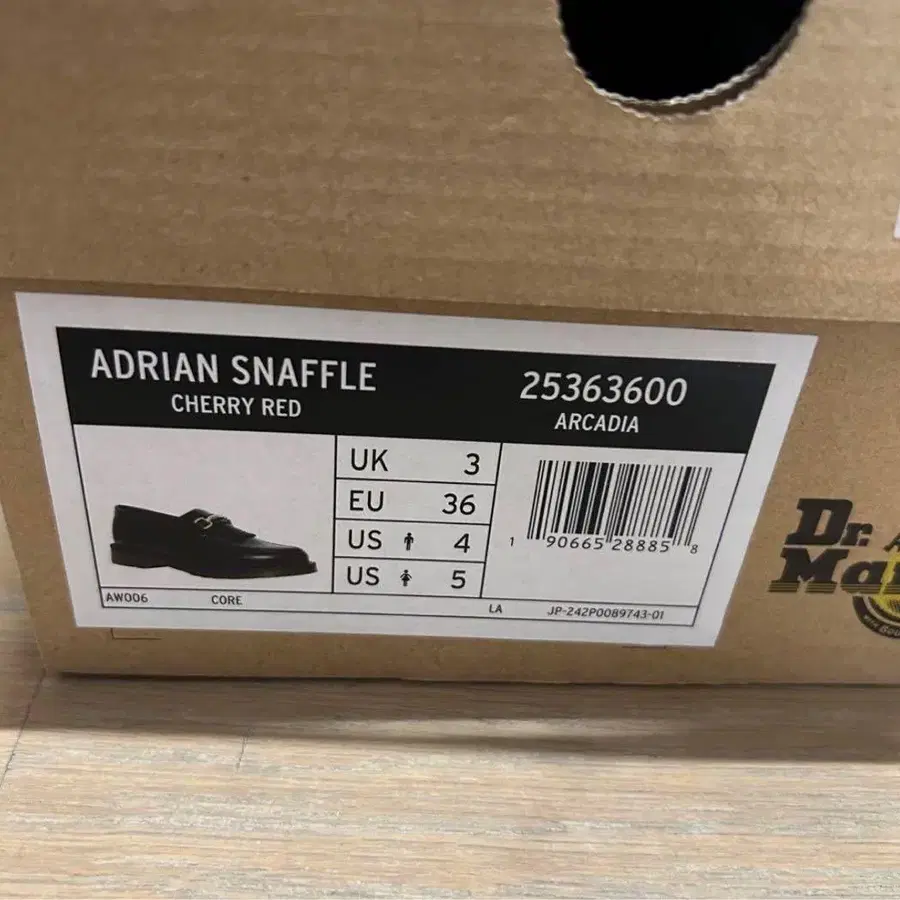 ADRIAN SNAFFLE
CHERRY RED
25363600
ARCADIA
UK 3
EU 36
US 4
US 5
1 90665 28885 8
AW006 CORE LA JP-242P0089743-01
Dr.